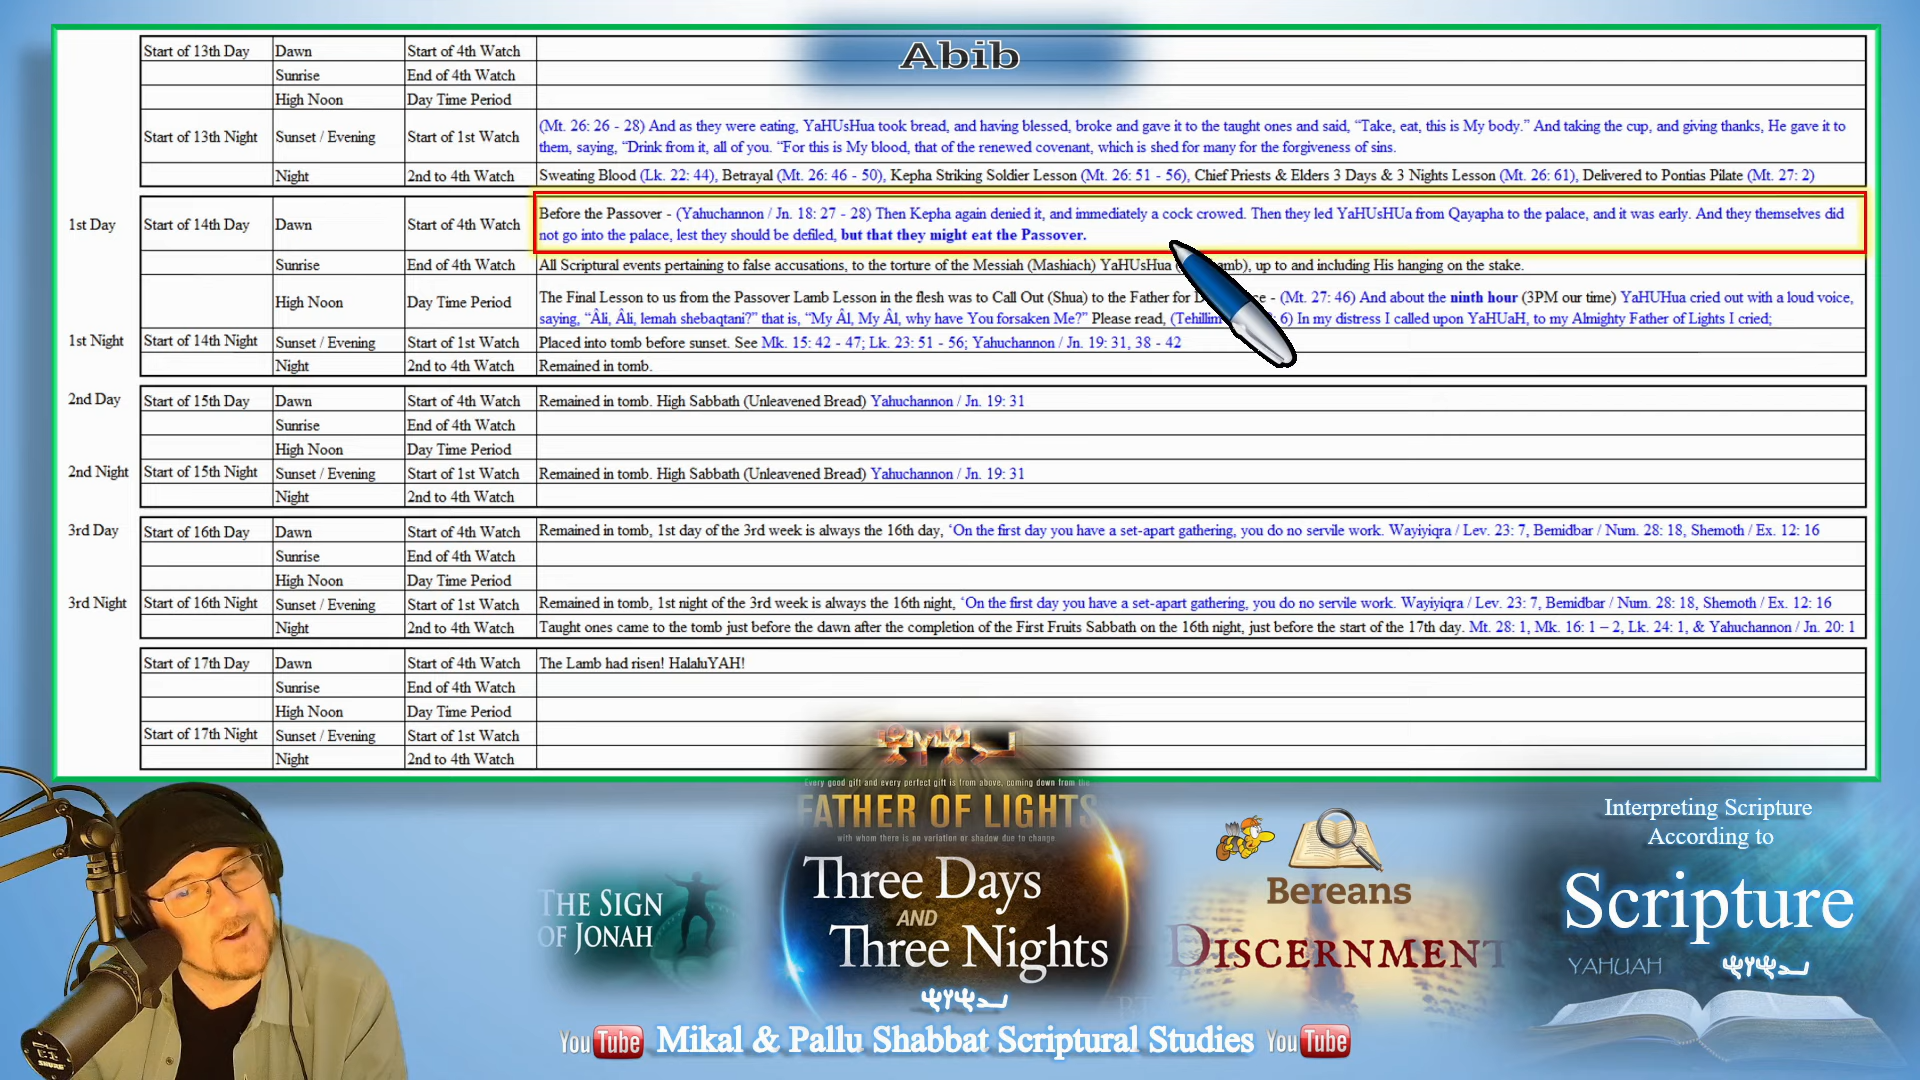 Abib
Start of 13th Day Dawn Start of 4th Watch
Sunrise End of 4th Watch
High Noon Day Time Period
Start of 13th Night Sunset / Evening Start of 1st Watch (Mt. 26: 26 - 28) And as they were eating, YaHUsHua took bread, and having blessed, broke and gave it to the taught ones and said, “Take, eat, this is My body.” And taking the cup, and giving thanks, He gave it to
them, saying, “Drink from it, all of you. “For this is My blood, that of the renewed covenant, which is shed for many for the forgiveness of sins.
Night 2nd to 4th Watch Sweating Blood (Lk. 22: 44), Betrayal (Mt. 26: 46 - 50), Kepha Striking Soldier Lesson (Mt. 26: 51 - 56), Chief Priests & Elders 3 Days & 3 Nights Lesson (Mt. 26: 61), Delivered to Pontias Pilate (Mt. 27: 2)
1st Day Start of 14th Day Dawn Start of 4th Watch Before the Passover - (Yahuchannon / Jn. 18: 27 - 28) Then Kepha again denied it, and immediately a cock crowed. Then they led YaHUsHUa from Qayapha to the palace, and it was early. And they themselves did
not go into the palace, lest they should be defiled, but that they might eat the Passover.
Sunrise End of 4th Watch All Scriptural events pertaining to false accusations, to the torture of the Messiah (Mashiach) YaHUsHua amb), up to and including His hanging on the stake.
High Noon Day Time Period The Final Lesson to us from the Passover Lamb Lesson in the flesh was to Call Out (Shua) to the Father for - (Mt. 27: 46) And about the ninth hour (3PM our time) YaHUHua cried out with a loud voice,
saying, “Âli, Âli, lemah shebaqtani?” that is, “My Âl, My Âl, why have You forsaken Me?” Please read, (Tehillim 6) In my distress I called upon YaHUaH, to my Almighty Father of Lights I cried;
1st Night Start of 14th Night Sunset / Evening Start of 1st Watch Placed into tomb before sunset. See Mk. 15: 42 - 47; Lk. 23: 51 - 56; Yahuchannon / Jn. 19: 31, 38 - 42
Night 2nd to 4th Watch Remained in tomb.
2nd Day Start of 15th Day Dawn Start of 4th Watch Remained in tomb. High Sabbath (Unleavened Bread) Yahuchannon / Jn. 19: 31
Sunrise End of 4th Watch
High Noon Day Time Period
2nd Night Start of 15th Night Sunset / Evening Start of 1st Watch Remained in tomb. High Sabbath (Unleavened Bread) Yahuchannon / Jn. 19: 31
Night 2nd to 4th Watch
3rd Day Start of 16th Day Dawn Start of 4th Watch Remained in tomb, 1st day of the 3rd week is always the 16th day, ‘On the first day you have a set-apart gathering, you do no servile work. Wayiyiqra / Lev. 23: 7, Bemidbar / Num. 28: 18, Shemoth / Ex. 12: 16
Sunrise End of 4th Watch
High Noon Day Time Period
3rd Night Start of 16th Night Sunset / Evening Start of 1st Watch Remained in tomb, 1st night of the 3rd week is always the 16th night, ‘On the first day you have a set-apart gathering, you do no servile work. Wayiyiqra / Lev. 23: 7, Bemidbar / Num. 28: 18, Shemoth / Ex. 12: 16
Night 2nd to 4th Watch Taught ones came to the tomb just before the dawn after the completion of the First Fruits Sabbath on the 16th night, just before the start of the 17th day. Mt. 28: 1, Mk. 16: 1 – 2, Lk. 24: 1, & Yahuchannon / Jn. 20: 1
Start of 17th Day Dawn Start of 4th Watch The Lamb had risen! HalaluYAH!
Sunrise End of 4th Watch
High Noon Day Time Period
Start of 17th Night Sunset / Evening Start of 1st Watch
Night 2nd to 4th Watch
Every good gift and every perfect gift is from above, coming down from the
FATHER OF LIGHTS
with whom there is no variation or shadow due to change.
Three Days
AND
Three Nights
THE SIGN
OF JONAH
Bereans
DISCERNMENT
Interpreting Scripture
According to
Scripture
YAHUAH
YouTube Mikal & Pallu Shabbat Scriptural Studies YouTube
SHURE